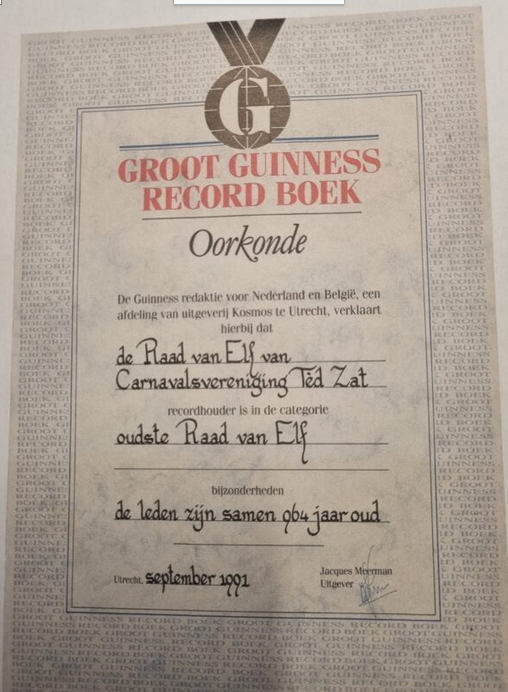 G
GROOT GUINNESS
RECORD BOEK
Oorkonde
De Guinness redaktie voor Nederland en België, een
afdeling van uitgeverij Kosmos te Utrecht, verklaart
hierbij dat
de Raad van Elf van
Carnavalsvereniging Tèd Zat
recordhouder is in de categorie
oudste Raad van Elf
bijzonderheden
de leden zijn samen 964 jaar oud
Utrecht, september 1991
Jacques Meerman
Uitgever